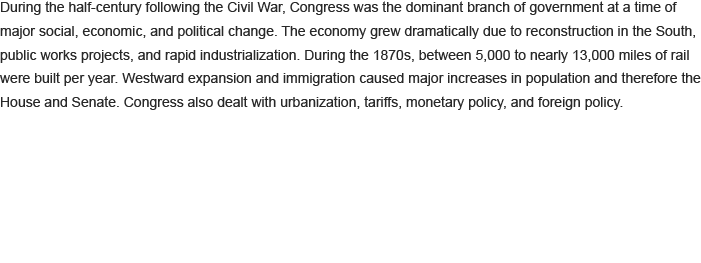 During the half-century following the Civil War, Congress was the dominant branch of government at a time of
major social, economic, and political change. The economy grew dramatically due to reconstruction in the South,
public works projects, and rapid industrialization. During the 1870s, between 5,000 to nearly 13,000 miles of rail
were built per year. Westward expansion and immigration caused major increases in population and therefore the
House and Senate. Congress also dealt with urbanization, tariffs, monetary policy, and foreign policy.